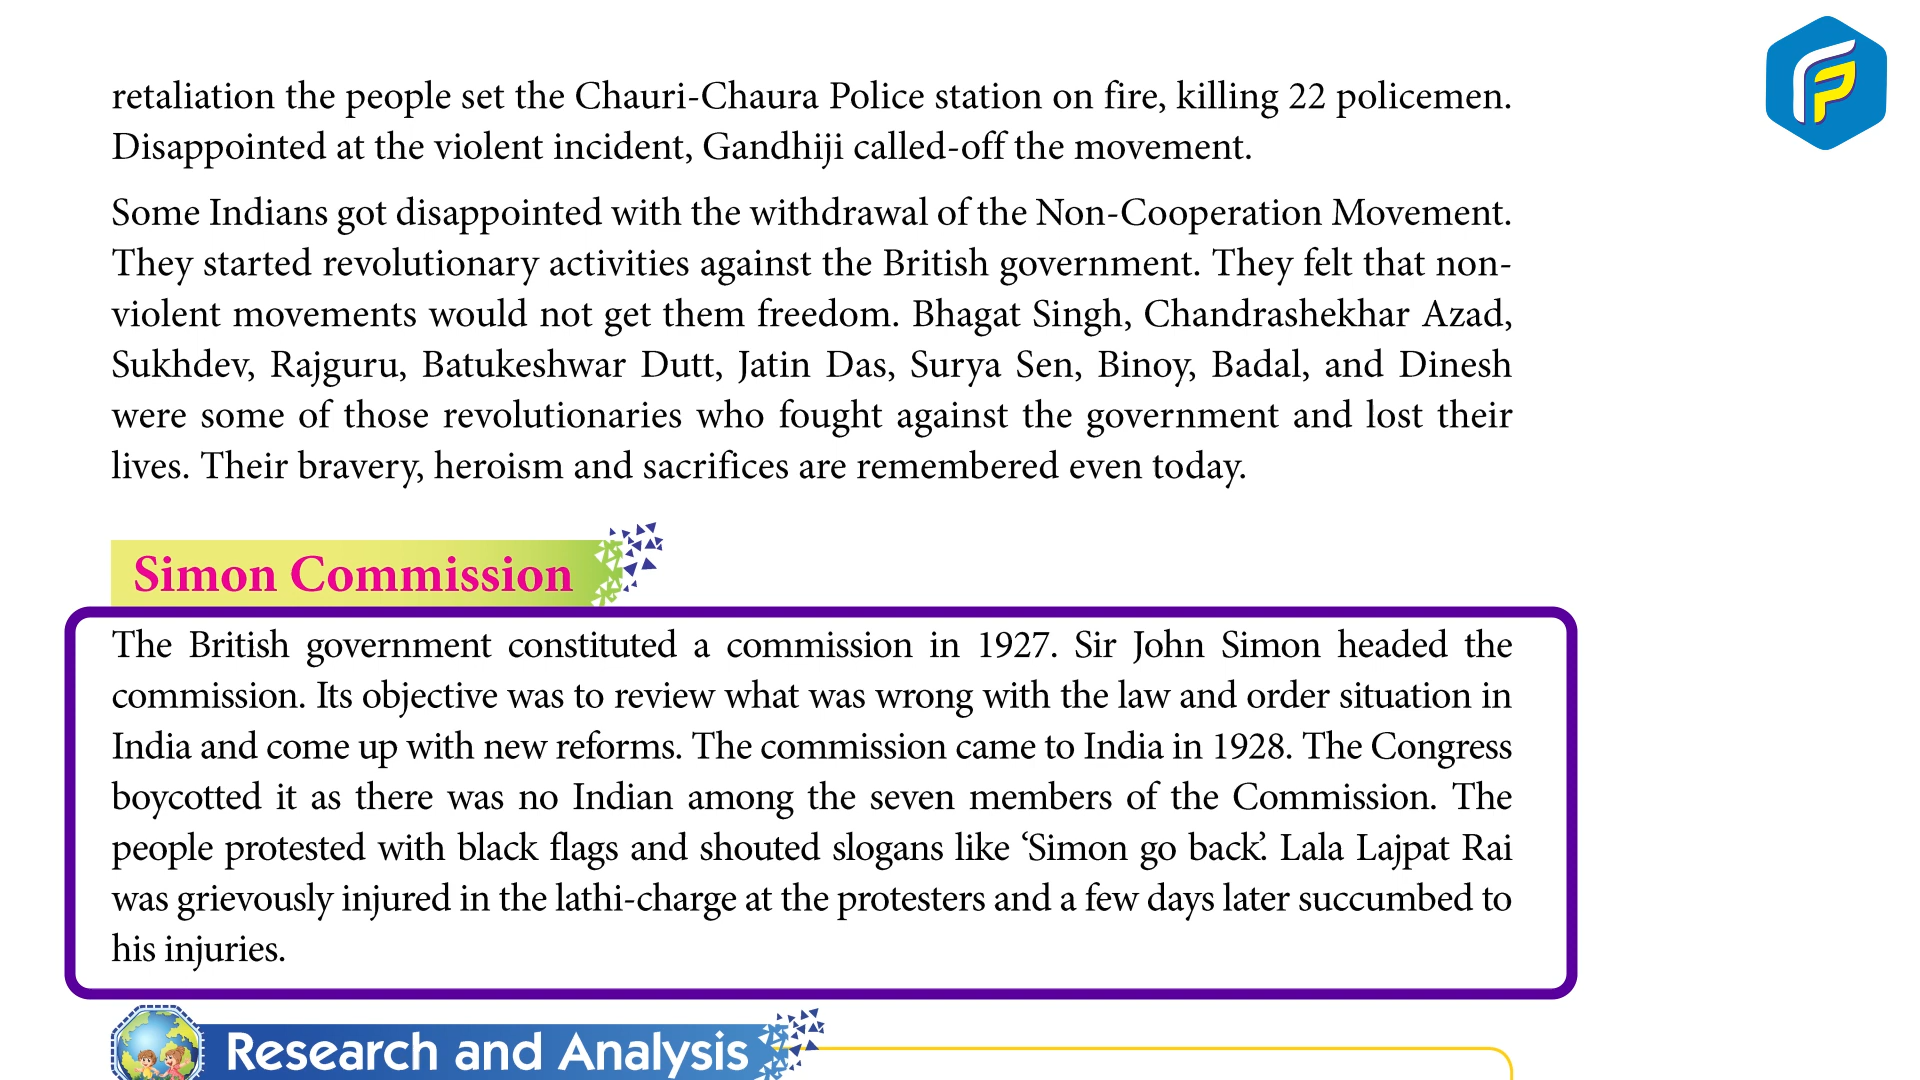 retaliation the people set the Chauri-Chaura Police station on fire, killing 22 policemen.
Disappointed at the violent incident, Gandhiji called-off the movement.
Some Indians got disappointed with the withdrawal of the Non-Cooperation Movement.
They started revolutionary activities against the British government. They felt that non-
violent movements would not get them freedom. Bhagat Singh, Chandrashekhar Azad,
Sukhdev, Rajguru, Batukeshwar Dutt, Jatin Das, Surya Sen, Binoy, Badal, and Dinesh
were some of those revolutionaries who fought against the government and lost their
lives. Their bravery, heroism and sacrifices are remembered even today.
Simon Commission
The British government constituted a commission in 1927. Sir John Simon headed the
commission. Its objective was to review what was wrong with the law and order situation in
India and come up with new reforms. The commission came to India in 1928. The Congress
boycotted it as there was no Indian among the seven members of the Commission. The
people protested with black flags and shouted slogans like ‘Simon go back’. Lala Lajpat Rai
was grievously injured in the lathi-charge at the protesters and a few days later succumbed to
his injuries.
Research and Analysis